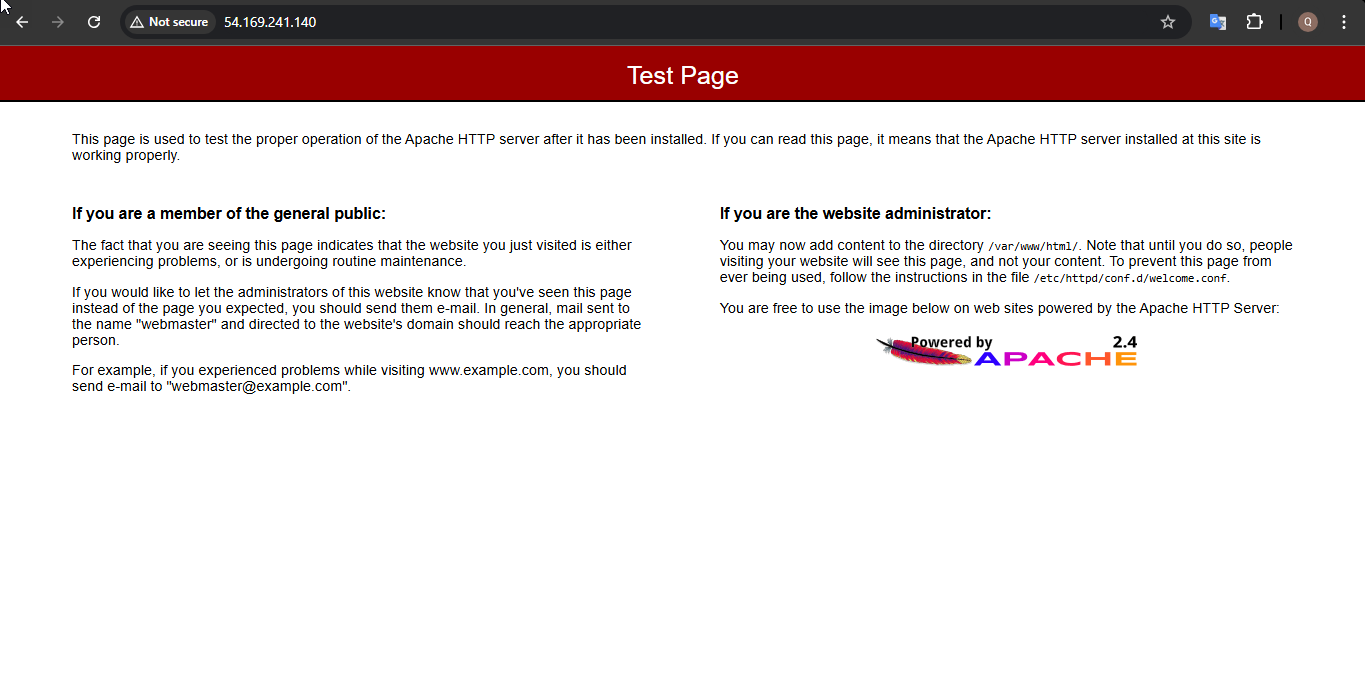 Not secure
54.169.241.140
Q
Test Page
This page is used to test the proper operation of the Apache HTTP server after it has been installed. If you can read this page, it means that the Apache HTTP server installed at this site is
working properly.
If you are a member of the general public:
The fact that you are seeing this page indicates that the website you just visited is either
experiencing problems, or is undergoing routine maintenance.
If you would like to let the administrators of this website know that you've seen this page
instead of the page you expected, you should send them e-mail. In general, mail sent to
the name "webmaster" and directed to the website's domain should reach the appropriate
person.
For example, if you experienced problems while visiting www.example.com, you should
send e-mail to "webmaster@example.com".
If you are the website administrator:
You may now add content to the directory /var/www/html/. Note that until you do so, people
visiting your website will see this page, and not your content. To prevent this page from
ever being used, follow the instructions in the file /etc/httpd/conf.d/welcome.conf.
You are free to use the image below on web sites powered by the Apache HTTP Server:
Powered by 2.4
APACHE